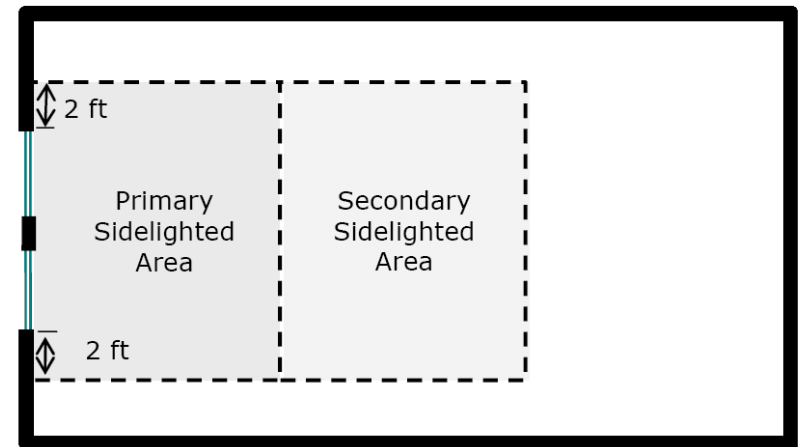 2 ft
Primary
Sidelighted
Area
Secondary
Sidelighted
Area
2 ft